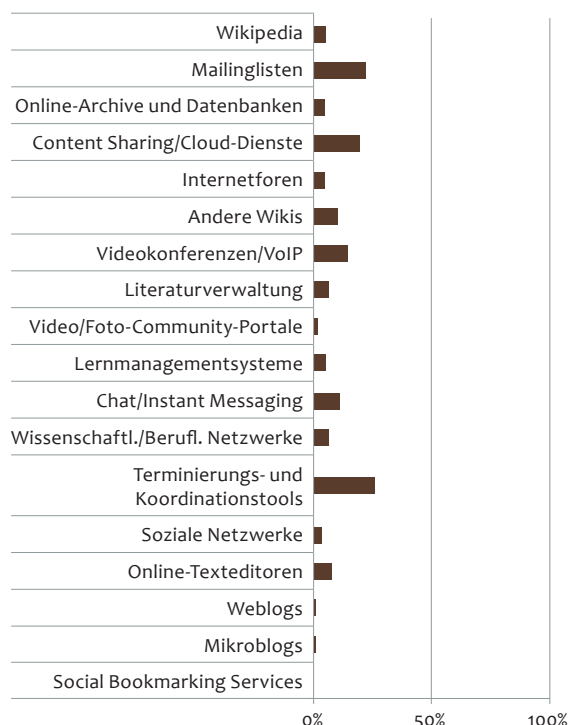 Wikipedia
Mailinglisten
Online-Archive und Datenbanken
Content Sharing/Cloud-Dienste
Internetforen
Andere Wikis
Videokonferenzen/VoIP
Literaturverwaltung
Video/Foto-Community-Portale
Lernmanagementsysteme
Chat/Instant Messaging
Wissenschaftl./Berufl. Netzwerke
Terminierungs- und
Koordinationstools
Soziale Netzwerke
Online-Texteditoren
Weblogs
Mikroblogs
Social Bookmarking Services
0% 50% 100%